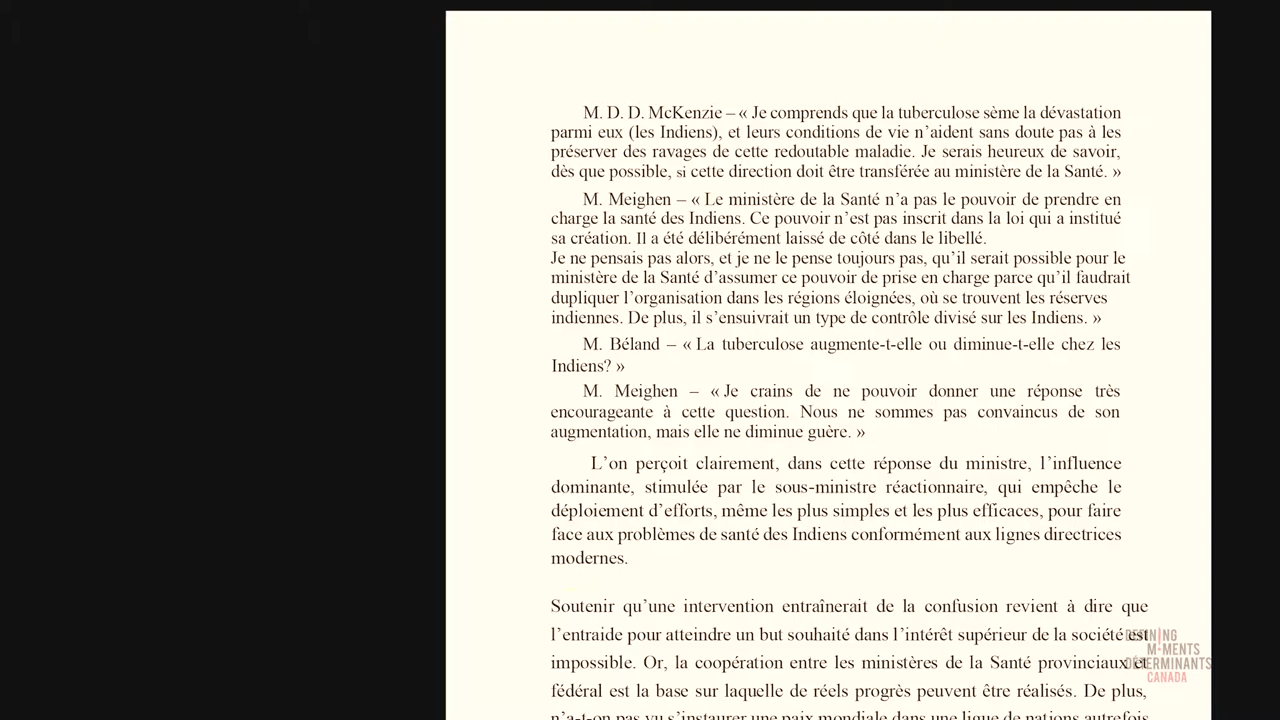 M. D. D. McKenzie – « Je comprends que la tuberculose sème la dévastation
parmi eux (les Indiens), et leurs conditions de vie n’aident sans doute pas à les
préserver des ravages de cette redoutable maladie. Je serais heureux de savoir,
dès que possible, si cette direction doit être transférée au ministère de la Santé. »
M. Meighen – « Le ministère de la Santé n’a pas le pouvoir de prendre en
charge la santé des Indiens. Ce pouvoir n’est pas inscrit dans la loi qui a institué
sa création. Il a été délibérément laissé de côté dans le libellé.
Je ne pensais pas alors, et je ne le pense toujours pas, qu’il serait possible pour le
ministère de la Santé d’assumer ce pouvoir de prise en charge parce qu’il faudrait
dupliquer l’organisation dans les régions éloignées, où se trouvent les réserves
indiennes. De plus, il s’ensuivrait un type de contrôle divisé sur les Indiens. »
M. Béland – « La tuberculose augmente-t-elle ou diminue-t-elle chez les
Indiens? »
M. Meighen – « Je crains de ne pouvoir donner une réponse très
encourageante à cette question. Nous ne sommes pas convaincus de son
augmentation, mais elle ne diminue guère. »
L’on perçoit clairement, dans cette réponse du ministre, l’influence
dominante, stimulée par le sous-ministre réactionnaire, qui empêche le
déploiement d’efforts, même les plus simples et les plus efficaces, pour faire
face aux problèmes de santé des Indiens conformément aux lignes directrices
modernes.
Soutenir qu’une intervention entraînerait de la confusion revient à dire que
l’entraide pour atteindre un but souhaité dans l’intérêt supérieur de la société est
impossible. Or, la coopération entre les ministères de la Santé provinciaux et
fédéral est la base sur laquelle de réels progrès peuvent être réalisés. De plus,
n’a-t-on pas vu s’instaurer une paix mondiale dans une ligue de nations autrefois
DEFINING
MOMENTS
DÉTERMINANTS
CANADA